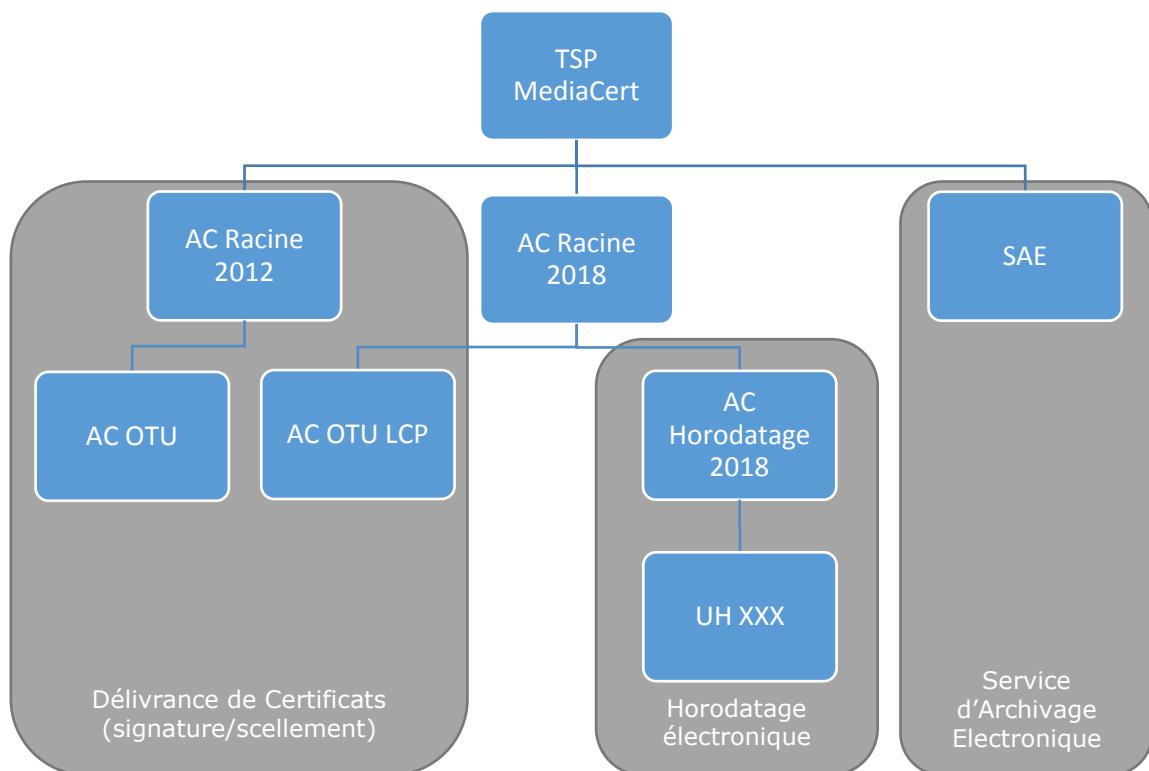 TSP
MediaCert
AC Racine
2012
AC Racine
2018
SAE
AC OTU
AC OTU LCP
AC
Horodatage
2018
UH XXX
Délivrance de Certificats
(signature/scellement)
Horodatage
électronique
Service
d’Archivage
Electronique